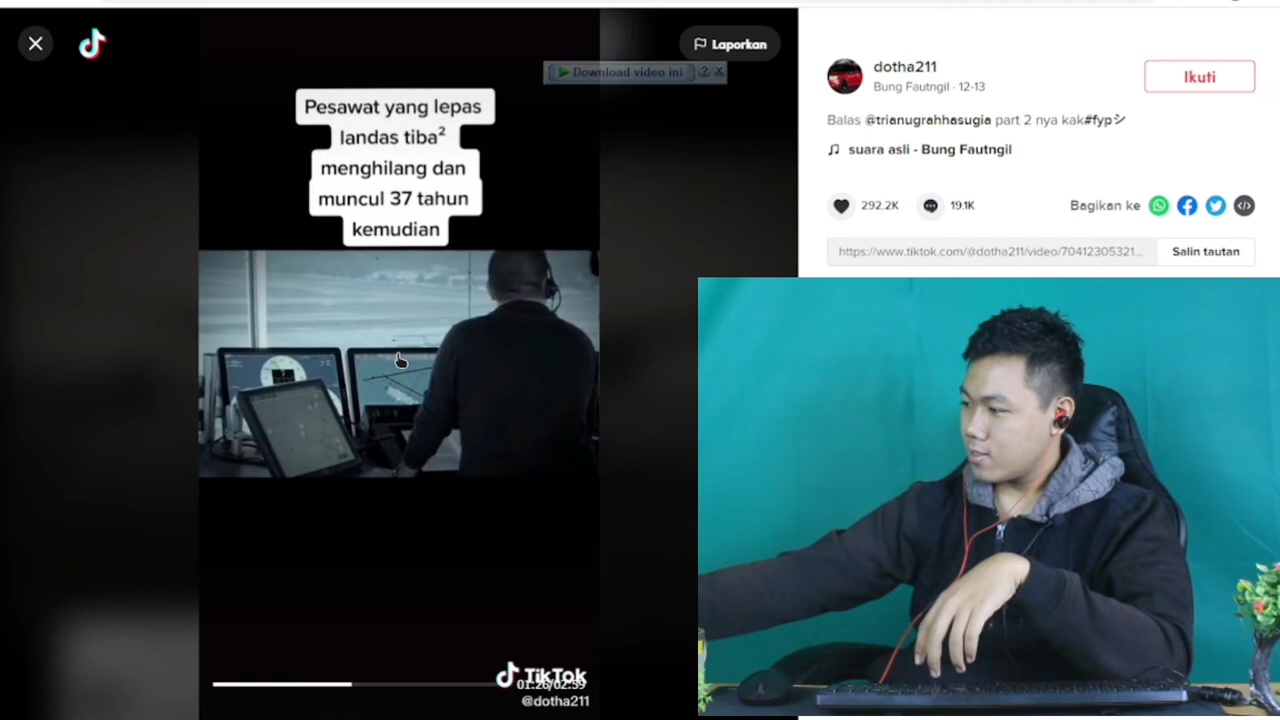 Laporkan
Download video ini
?
X
Pesawat yang lepas
landas tiba²
menghilang dan
muncul 37 tahun
kemudian
TikTok
01:26/02:59
@dotha211
dotha211
Bung Fautngil · 12-13
Ikuti
Balas @trianugrahhasugia part 2 nya kak#fypシ
suara asli - Bung Fautngil
292.2K
19.1K
Bagikan ke
https://www.tiktok.com/@dotha211/video/70412305321...
Salin tautan